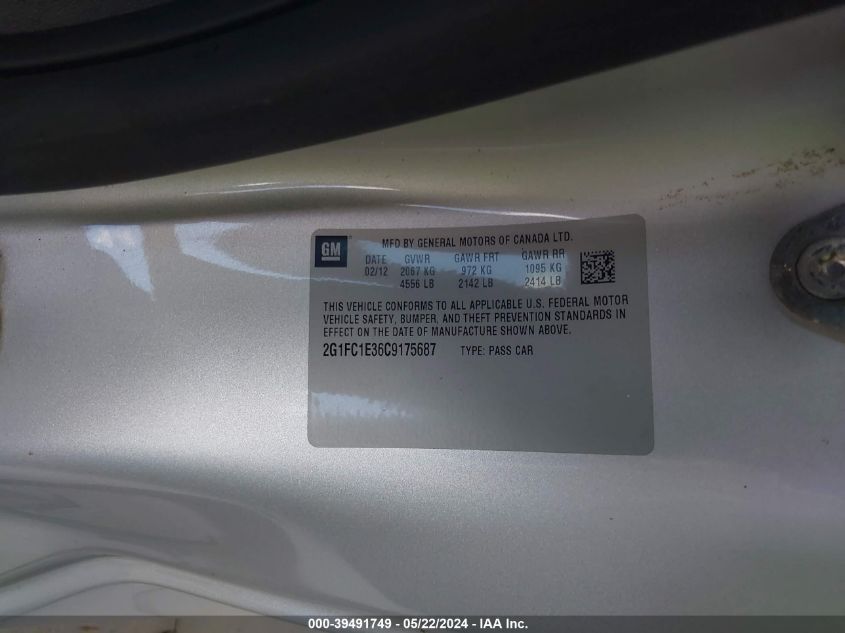 GM
MFD BY GENERAL MOTORS OF CANADA LTD.
DATE GVWR GAWR FRT GAWR RR
02/12 2067 KG 972 KG 1095 KG
4556 LB 2142 LB 2414 LB
THIS VEHICLE CONFORMS TO ALL APPLICABLE U.S. FEDERAL MOTOR
VEHICLE SAFETY, BUMPER, AND THEFT PREVENTION STANDARDS IN
EFFECT ON THE DATE OF MANUFACTURE SHOWN ABOVE.
2G1FC1E36C9175687 TYPE: PASS CAR
000-39491749 - 05/22/2024 - IAA Inc.